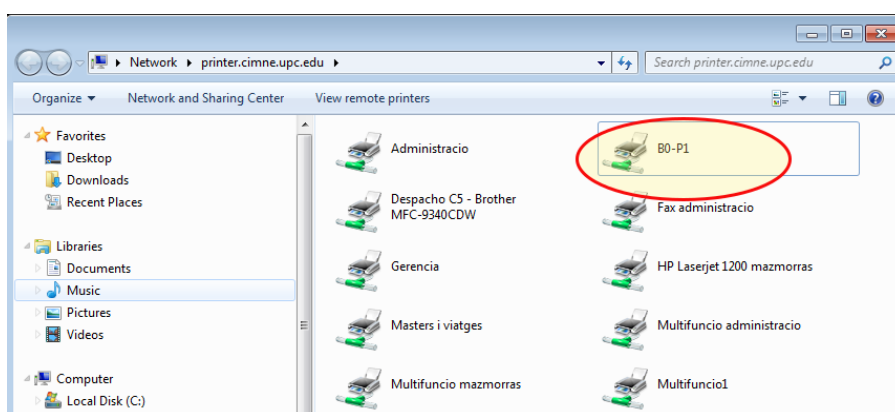 Network ▸ printer.cimne.upc.edu ▸
Search printer.cimne.upc.edu
Organize
Network and Sharing Center
View remote printers
Favorites
Desktop
Downloads
Recent Places
Libraries
Documents
Music
Pictures
Videos
Computer
Local Disk (C:)
Administracio
B0-P1
Despacho C5 - Brother
MFC-9340CDW
Fax administracio
Gerencia
HP Laserjet 1200 mazmorras
Masters i viatges
Multifuncio administracio
Multifuncio mazmorras
Multifuncio1